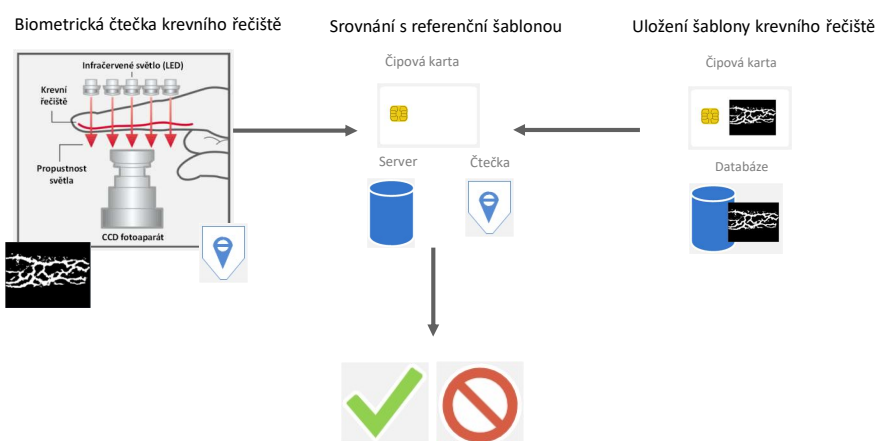 Biometrická čtečka krevního řečiště
Srovnání s referenční šablonou
Uložení šablony krevního řečiště
Infračervené světlo (LED)
Krevní
řečiště
Propustnost
světla
CCD fotoaparát
Čipová karta
Server
Čtečka
Čipová karta
Databáze